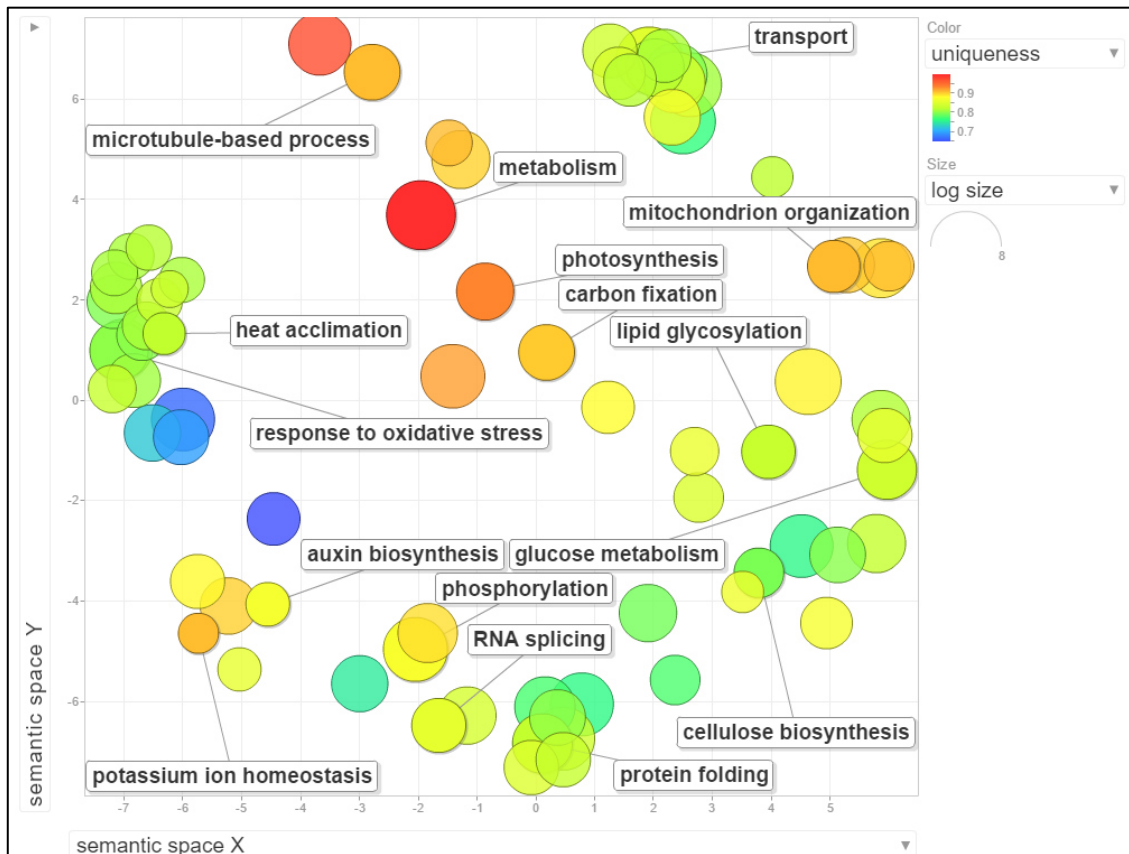 transport
microtubule-based process
metabolism
mitochondrion organization
photosynthesis
carbon fixation
lipid glycosylation
heat acclimation
response to oxidative stress
auxin biosynthesis
glucose metabolism
phosphorylation
RNA splicing
cellulose biosynthesis
potassium ion homeostasis
protein folding
6
4
2
0
-2
-4
-6
semantic space Y
-7 -6 -5 -4 -3 -2 -1 0 1 2 3 4 5 6
semantic space X
Color
uniqueness
0.9
0.8
0.7
Size
log size
8